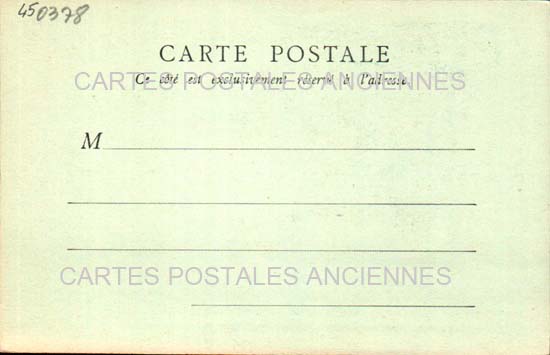 450378
CARTE POSTALE
CARTES POSTALES ANCIENNES
Ce côté est exclusivement réservé à l'adresse.
M
CARTES POSTALES ANCIENNES